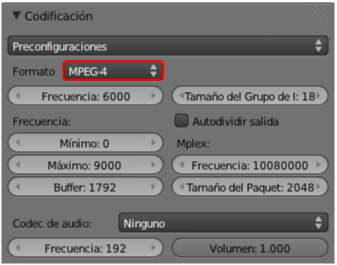 Codificación
Preconfiguraciones
Formato MPEG-4
Frecuencia: 6000 Tamaño del Grupo de I: 18
Frecuencia: Autodividir salida
Mínimo: 0 Mplex:
Máximo: 9000 Frecuencia: 10080000
Buffer: 1792 Tamaño del Paquet: 2048
Codec de audio: Ninguno
Frecuencia: 192 Volumen: 1.000